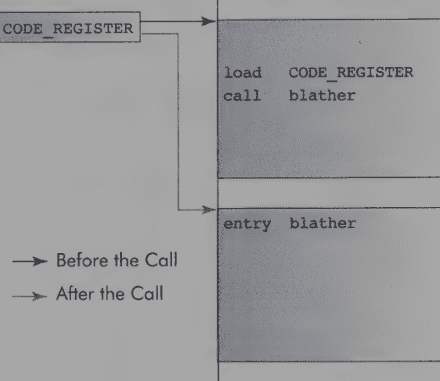 CODE_REGISTER
load CODE_REGISTER
call blather
entry blather
Before the Call
After the Call